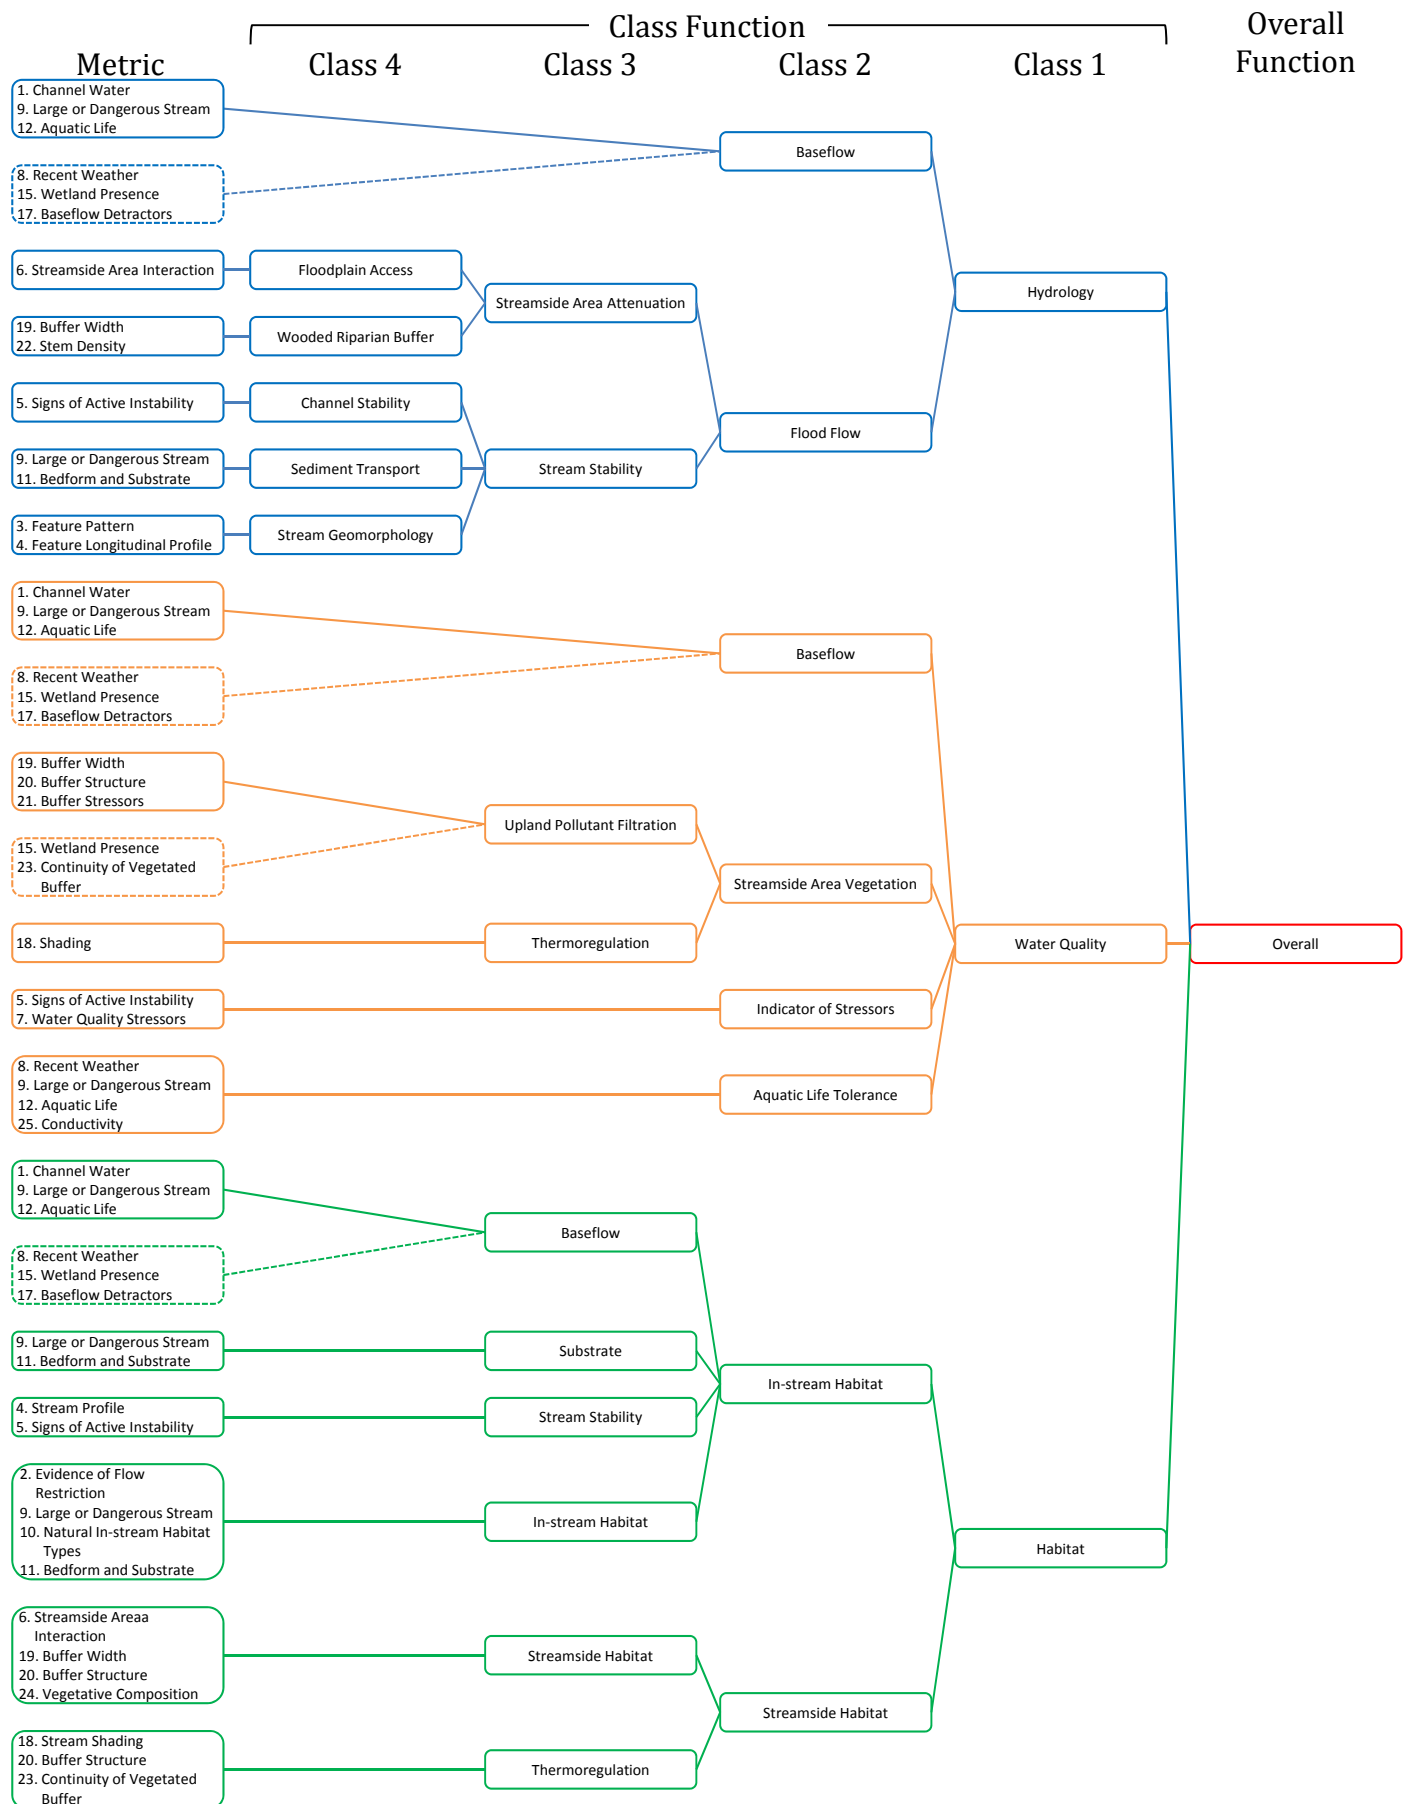 Class Function
Overall
Function
Metric
Class 4
Class 3
Class 2
Class 1
1. Channel Water
9. Large or Dangerous Stream
12. Aquatic Life
Baseflow
8. Recent Weather
15. Wetland Presence
17. Baseflow Detractors
6. Streamside Area Interaction
Floodplain Access
Streamside Area Attenuation
Hydrology
19. Buffer Width
22. Stem Density
Wooded Riparian Buffer
5. Signs of Active Instability
Channel Stability
Flood Flow
9. Large or Dangerous Stream
11. Bedform and Substrate
Sediment Transport
Stream Stability
3. Feature Pattern
4. Feature Longitudinal Profile
Stream Geomorphology
1. Channel Water
9. Large or Dangerous Stream
12. Aquatic Life
Baseflow
8. Recent Weather
15. Wetland Presence
17. Baseflow Detractors
19. Buffer Width
20. Buffer Structure
21. Buffer Stressors
Upland Pollutant Filtration
15. Wetland Presence
23. Continuity of Vegetated
Buffer
Streamside Area Vegetation
18. Shading
Thermoregulation
Water Quality
Overall
5. Signs of Active Instability
7. Water Quality Stressors
Indicator of Stressors
8. Recent Weather
9. Large or Dangerous Stream
12. Aquatic Life
25. Conductivity
Aquatic Life Tolerance
1. Channel Water
9. Large or Dangerous Stream
12. Aquatic Life
Baseflow
8. Recent Weather
15. Wetland Presence
17. Baseflow Detractors
9. Large or Dangerous Stream
11. Bedform and Substrate
Substrate
In-stream Habitat
4. Stream Profile
5. Signs of Active Instability
Stream Stability
2. Evidence of Flow
Restriction
9. Large or Dangerous Stream
10. Natural In-stream Habitat
Types
11. Bedform and Substrate
In-stream Habitat
Habitat
6. Streamside Areaa
Interaction
19. Buffer Width
20. Buffer Structure
24. Vegetative Composition
Streamside Habitat
Streamside Habitat
18. Stream Shading
20. Buffer Structure
23. Continuity of Vegetated
Buffer
Thermoregulation